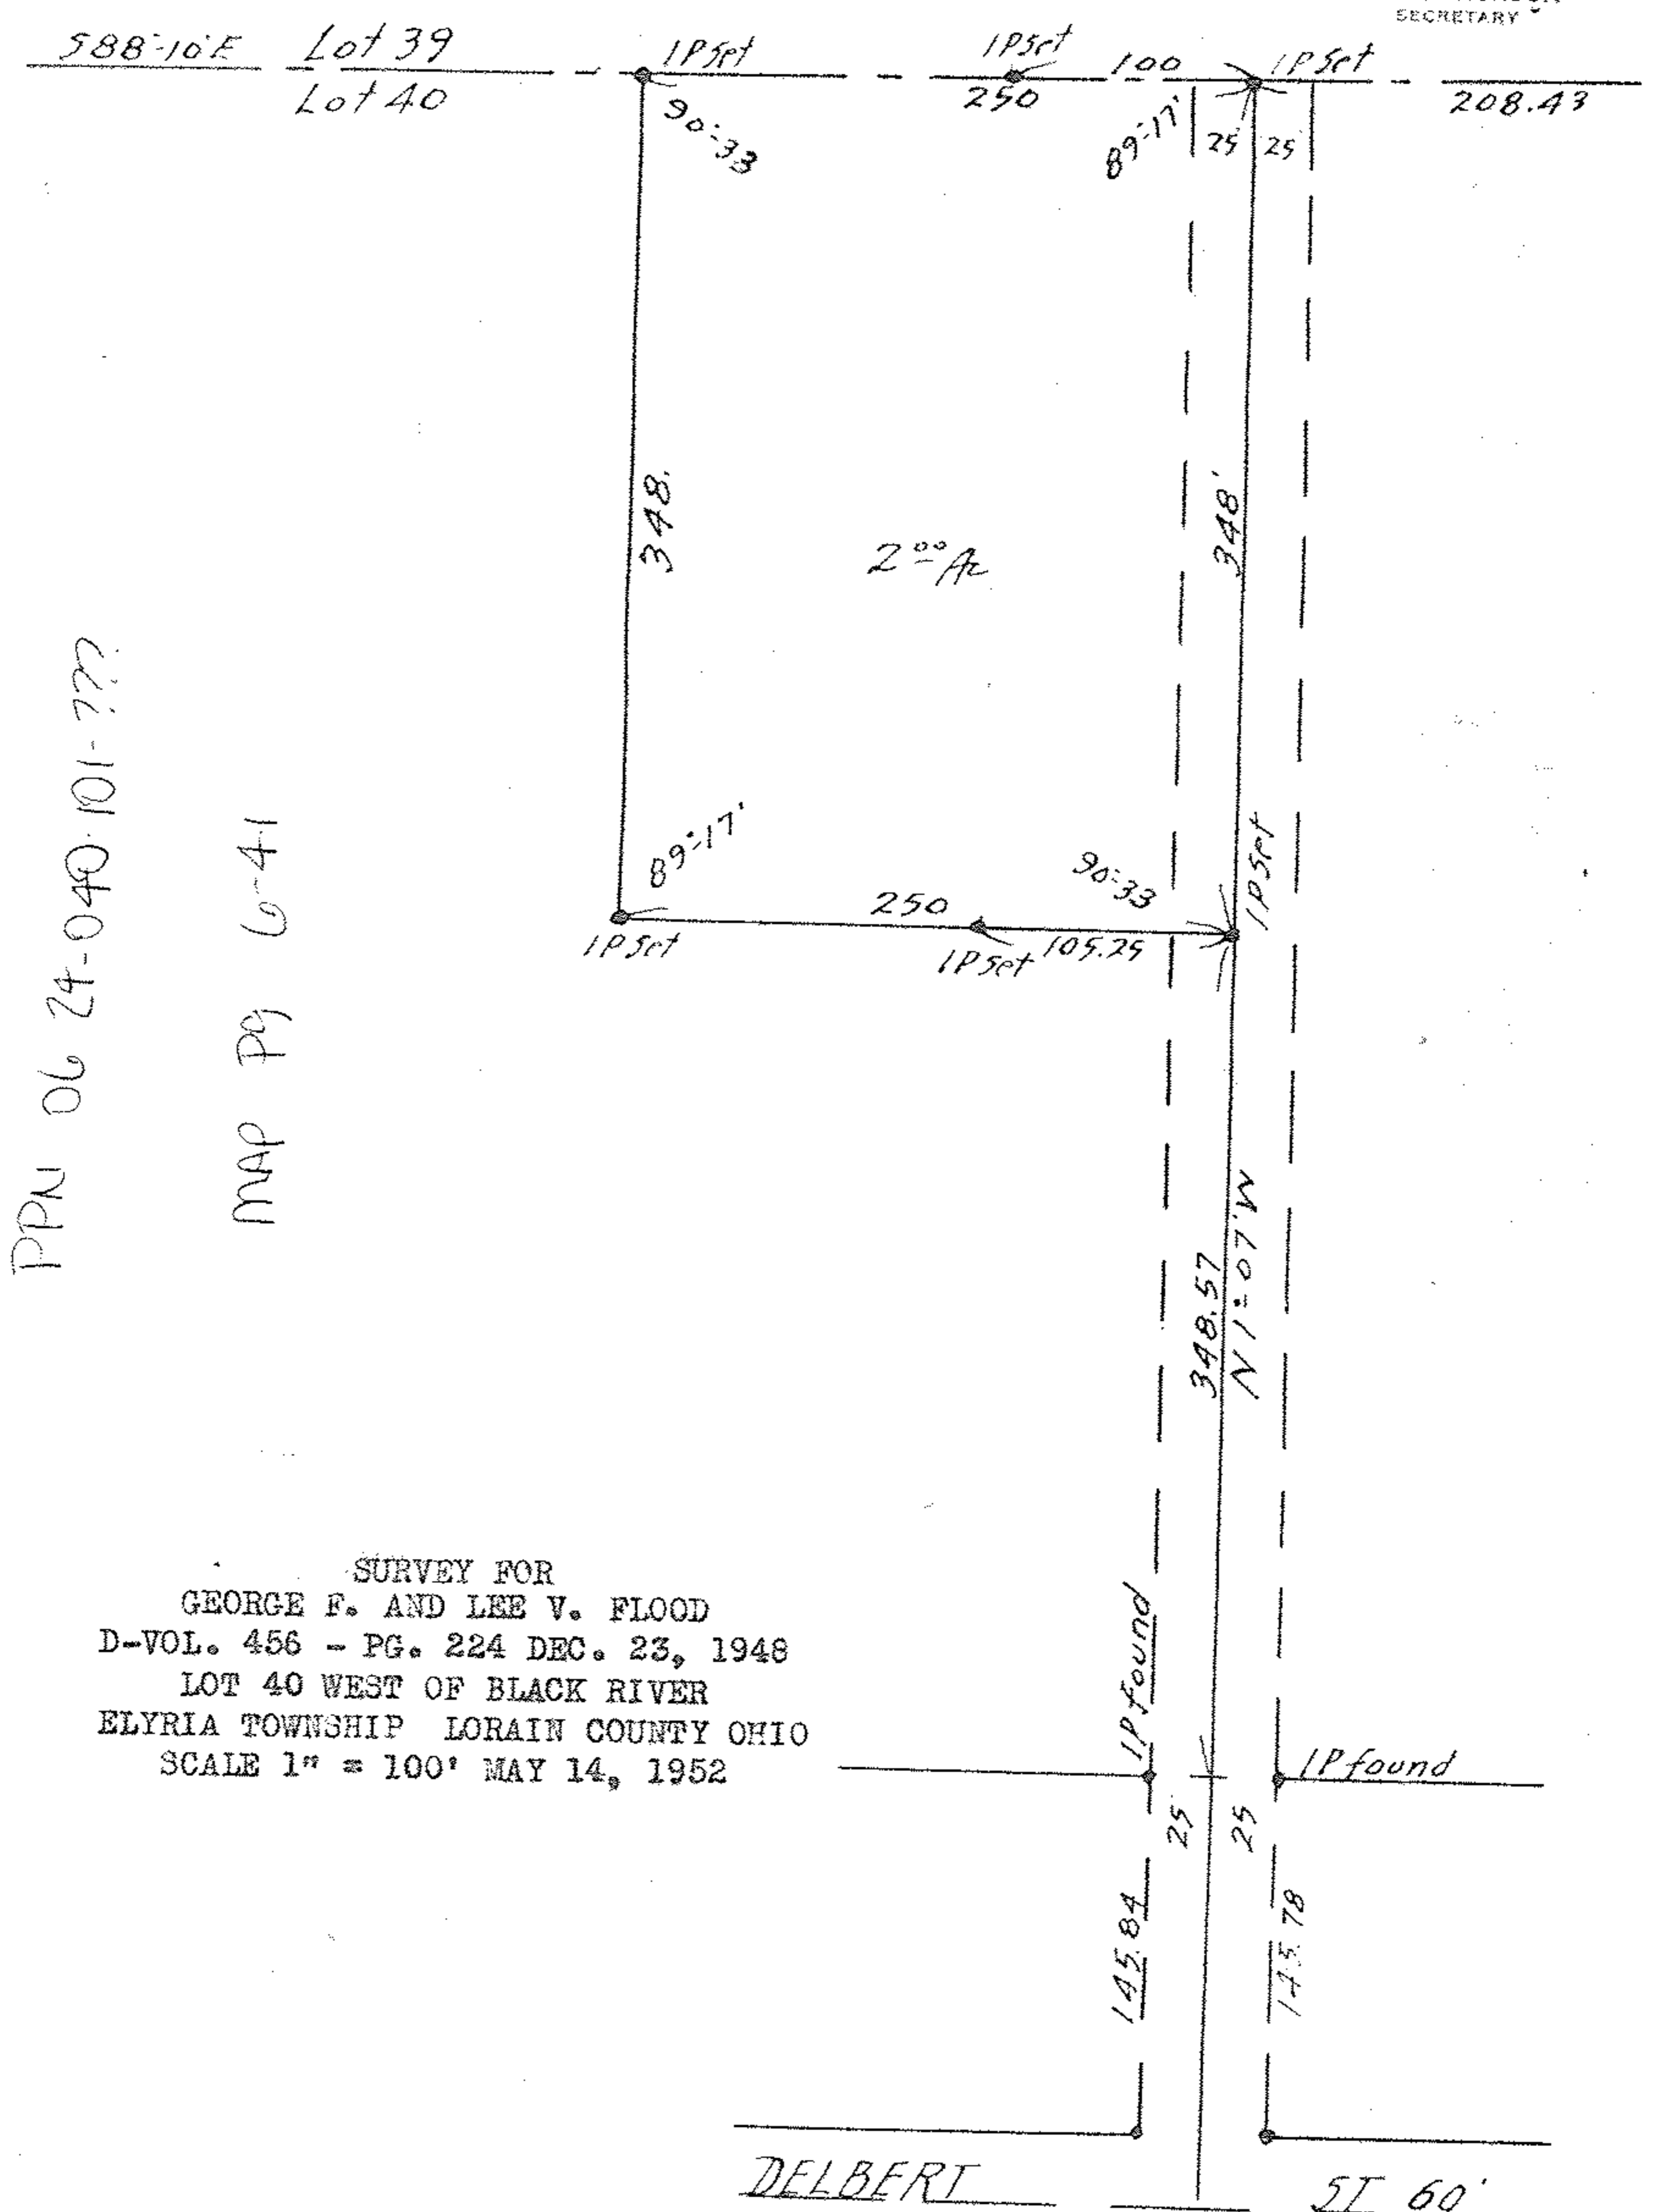 SECRETARY
S88°-10'E Lot 39
IP Set
IP Set
100
IP Set
Lot 40
250
208.43
90°-33
89°-17'
25 25
348.
348'
2 00 Ac
89°-17'
90°-33
250
IP Set
IP Set
IP Set 105.25
PPN 06 24-040-101-???
MAP Pg 6-41
348.57
N 1°-07'W
SURVEY FOR
GEORGE F. AND LEE V. FLOOD
D-VOL. 456 - PG. 224 DEC. 23, 1948
LOT 40 WEST OF BLACK RIVER
ELYRIA TOWNSHIP LORAIN COUNTY OHIO
SCALE 1" = 100' MAY 14, 1952
IP found
IP found
25 25
145.84
145.78
DELBERT ST 60'